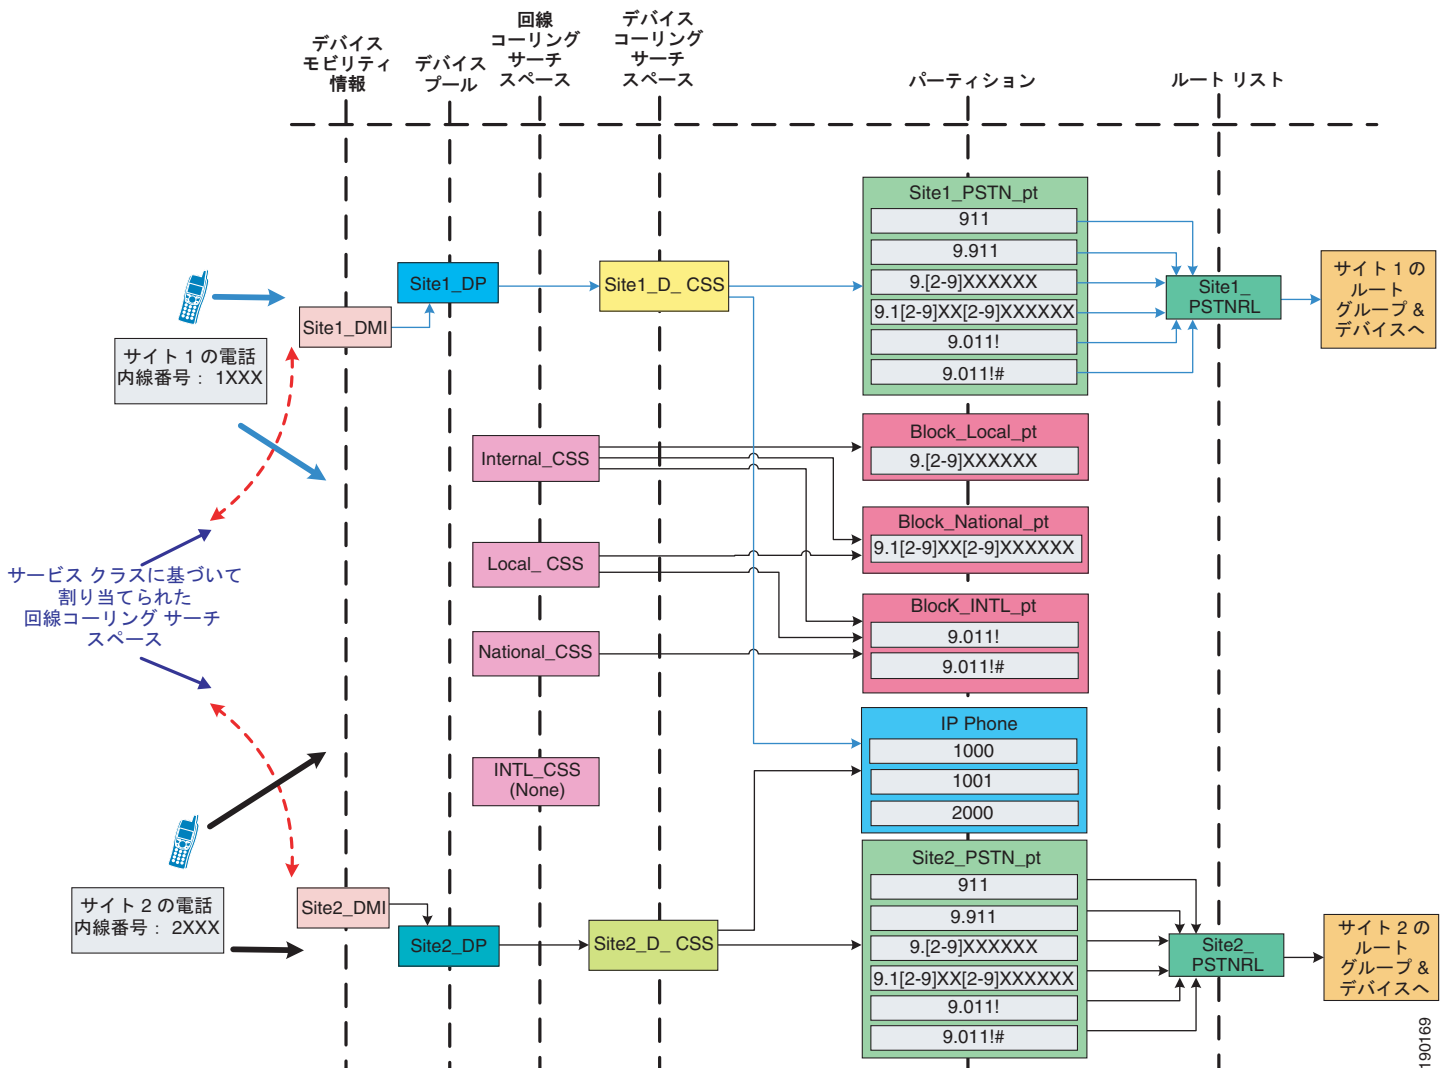 デバイス
モビリティ
情報
デバイス
プール
回線
コーリング
サーチ
スペース
デバイス
コーリング
サーチ
スペース
パーティション
ルート リスト
サイト 1 の電話
内線番号： 1XXX
Site1_DMI
Site1_DP
Site1_D_ CSS
Site1_PSTN_pt
911
9.911
9.[2-9]XXXXXX
9.1[2-9]XX[2-9]XXXXXX
9.011!
9.011!#
Site1_
PSTNRL
サイト 1 の
ルート
グループ &
デバイスへ
Internal_CSS
Block_Local_pt
9.[2-9]XXXXXX
Block_National_pt
9.1[2-9]XX[2-9]XXXXXX
Local_ CSS
サービス クラスに基づいて
割り当てられた
回線コーリング サーチ
スペース
BlocK_INTL_pt
9.011!
9.011!#
National_CSS
IP Phone
1000
1001
2000
INTL_CSS
(None)
サイト 2 の電話
内線番号： 2XXX
Site2_DMI
Site2_DP
Site2_D_ CSS
Site2_PSTN_pt
911
9.911
9.[2-9]XXXXXX
9.1[2-9]XX[2-9]XXXXXX
9.011!
9.011!#
Site2_
PSTNRL
サイト 2 の
ルート
グループ &
デバイスへ
190169